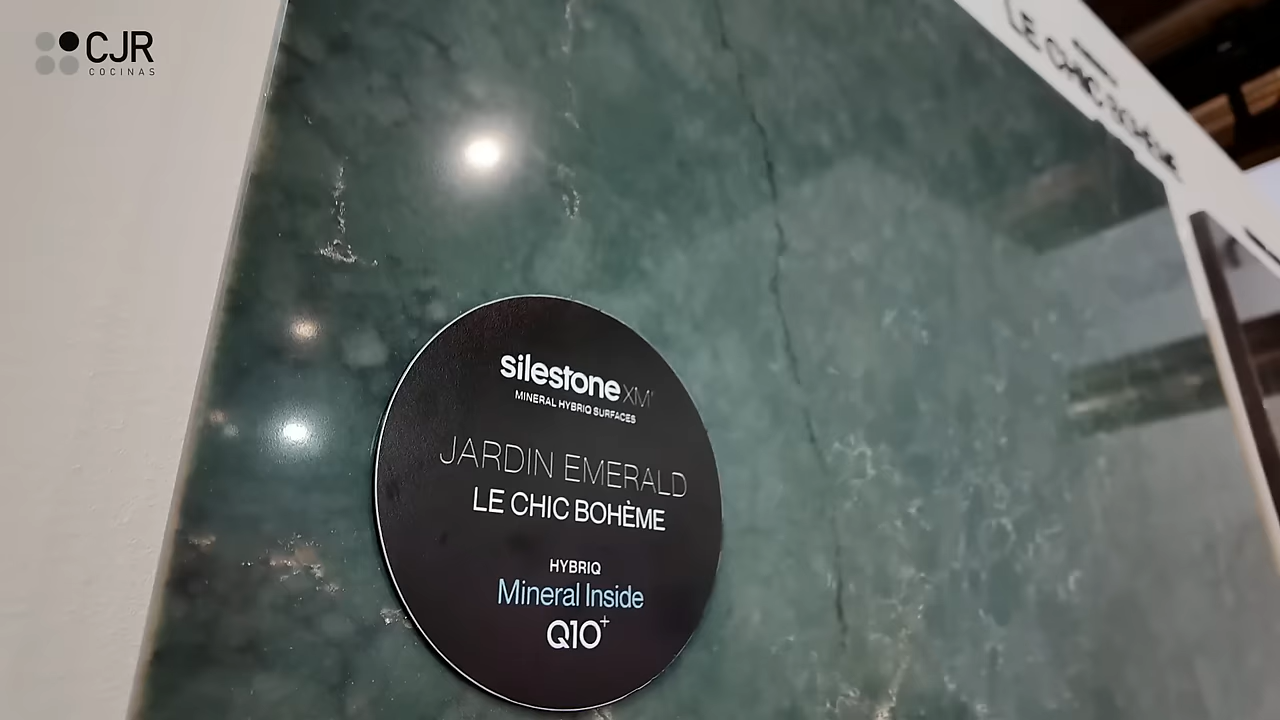 CJR
COCINAS
LE CHIC BOHÈME
silestone XM®
MINERAL HYBRIQ SURFACES
JARDIN EMERALD
LE CHIC BOHÈME
HYBRIQ
Mineral Inside
Q10+